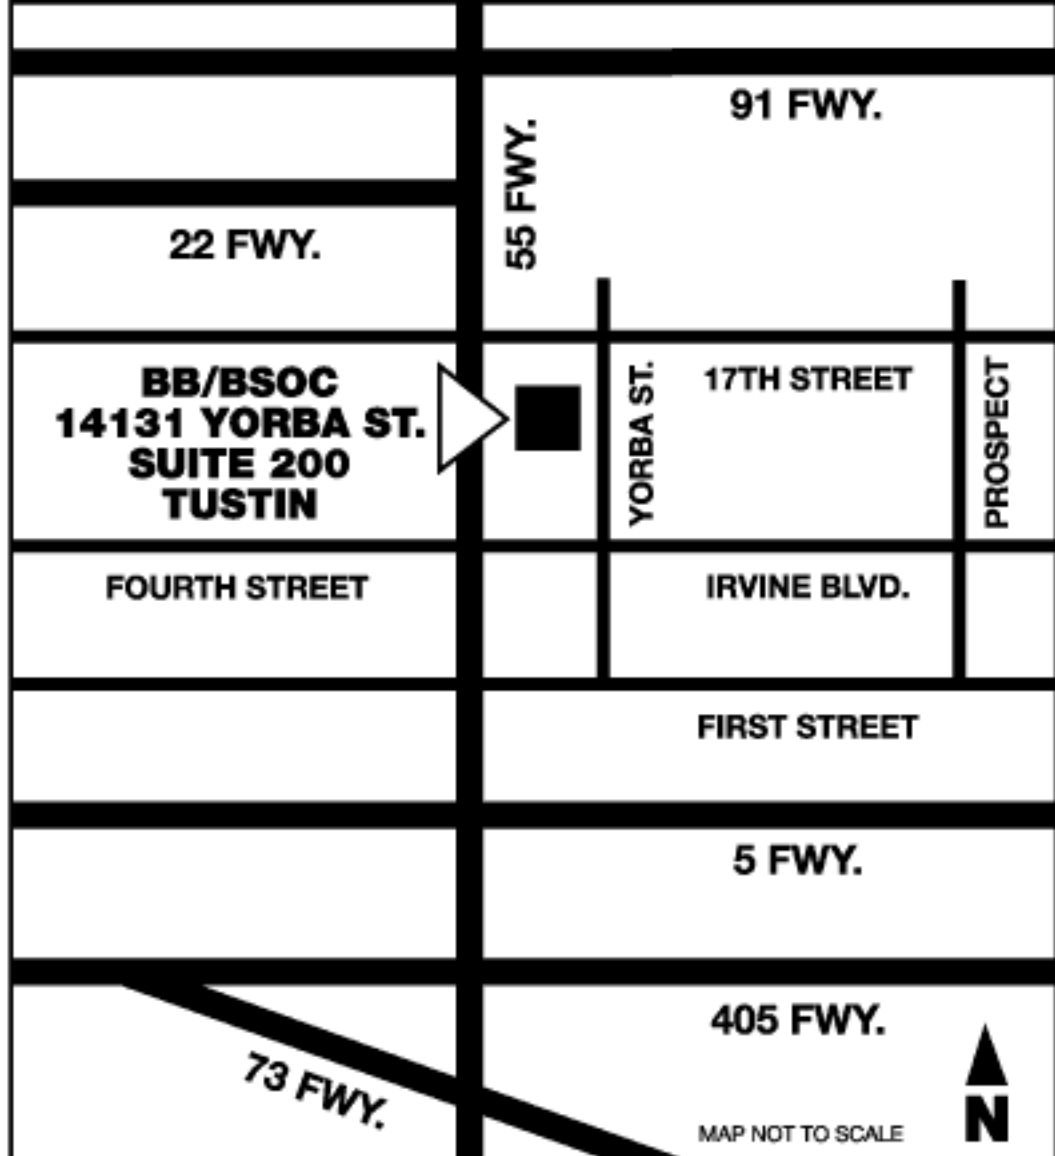 91 FWY.
55 FWY.
22 FWY.
BB/BSOC
14131 YORBA ST.
SUITE 200
TUSTIN
17TH STREET
YORBA ST.
PROSPECT
FOURTH STREET
IRVINE BLVD.
FIRST STREET
5 FWY.
405 FWY.
73 FWY.
N
MAP NOT TO SCALE